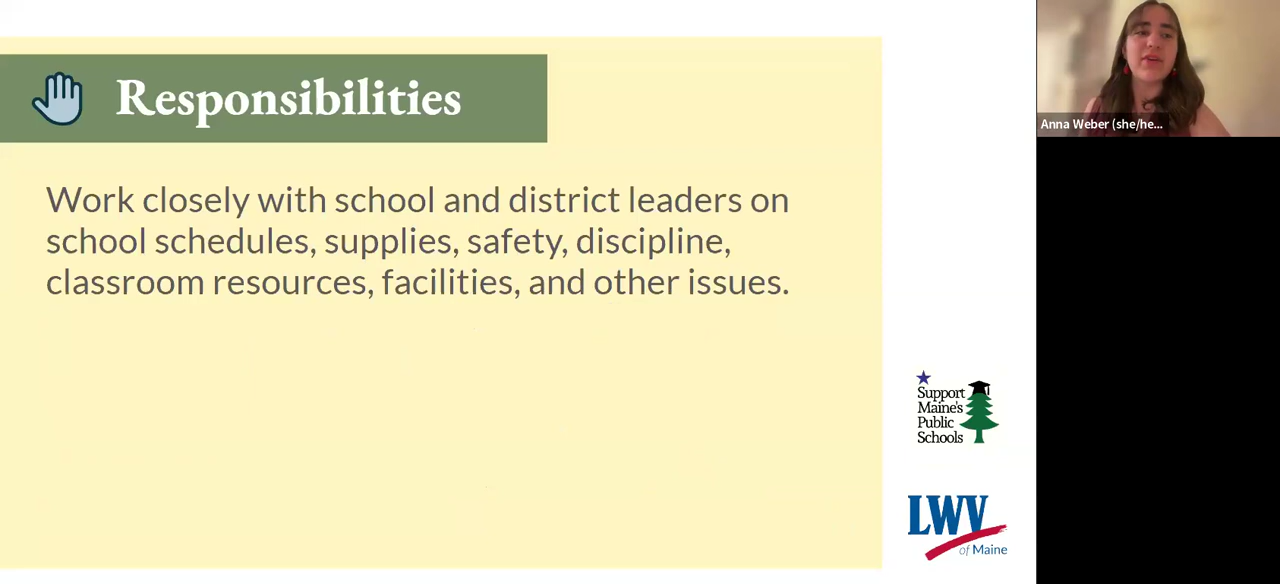 Responsibilities
Work closely with school and district leaders on
school schedules, supplies, safety, discipline,
classroom resources, facilities, and other issues.
Anna Weber (she/he...
Support
Maine's
Public
Schools
LWV
of Maine